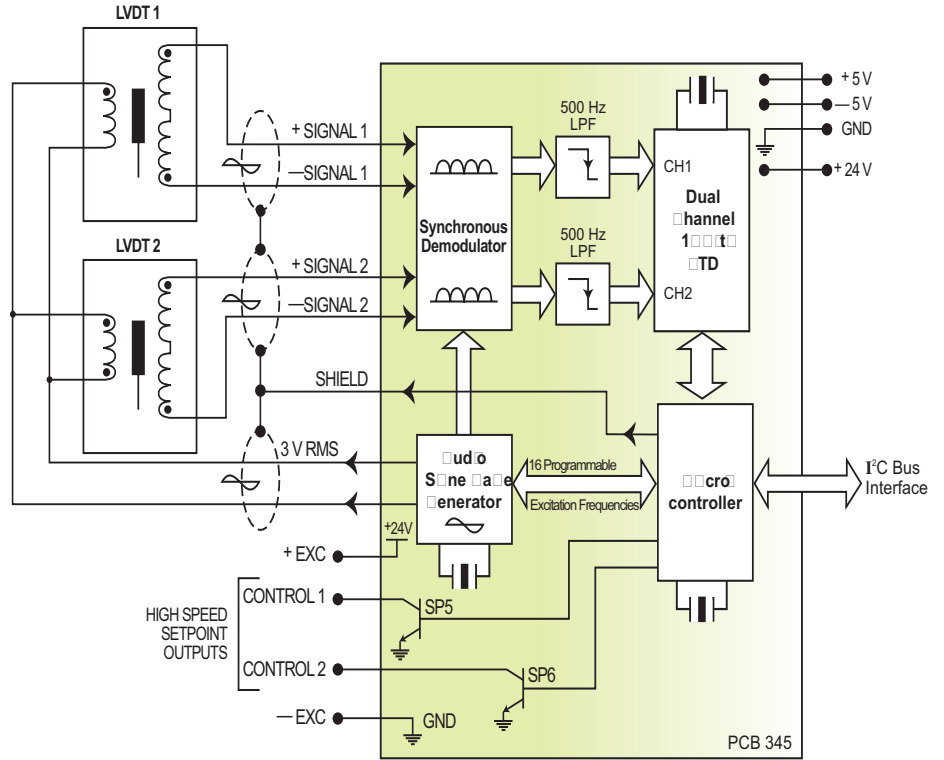 LVDT 1
+ SIGNAL 1
—SIGNAL 1
LVDT 2
+ SIGNAL 2
—SIGNAL 2
SHIELD
3 V RMS
+24V
+ EXC
HIGH SPEED
SETPOINT
OUTPUTS
CONTROL 1
CONTROL 2
— EXC
GND
SP5
SP6
Synchronous
Demodulator
500 Hz
LPF
500 Hz
LPF
CH1
Dual
CH2
+ 5 V
— 5 V
GND
+ 24 V
16 Programmable
Excitation Frequencies
controller
I²C Bus
Interface
PCB 345